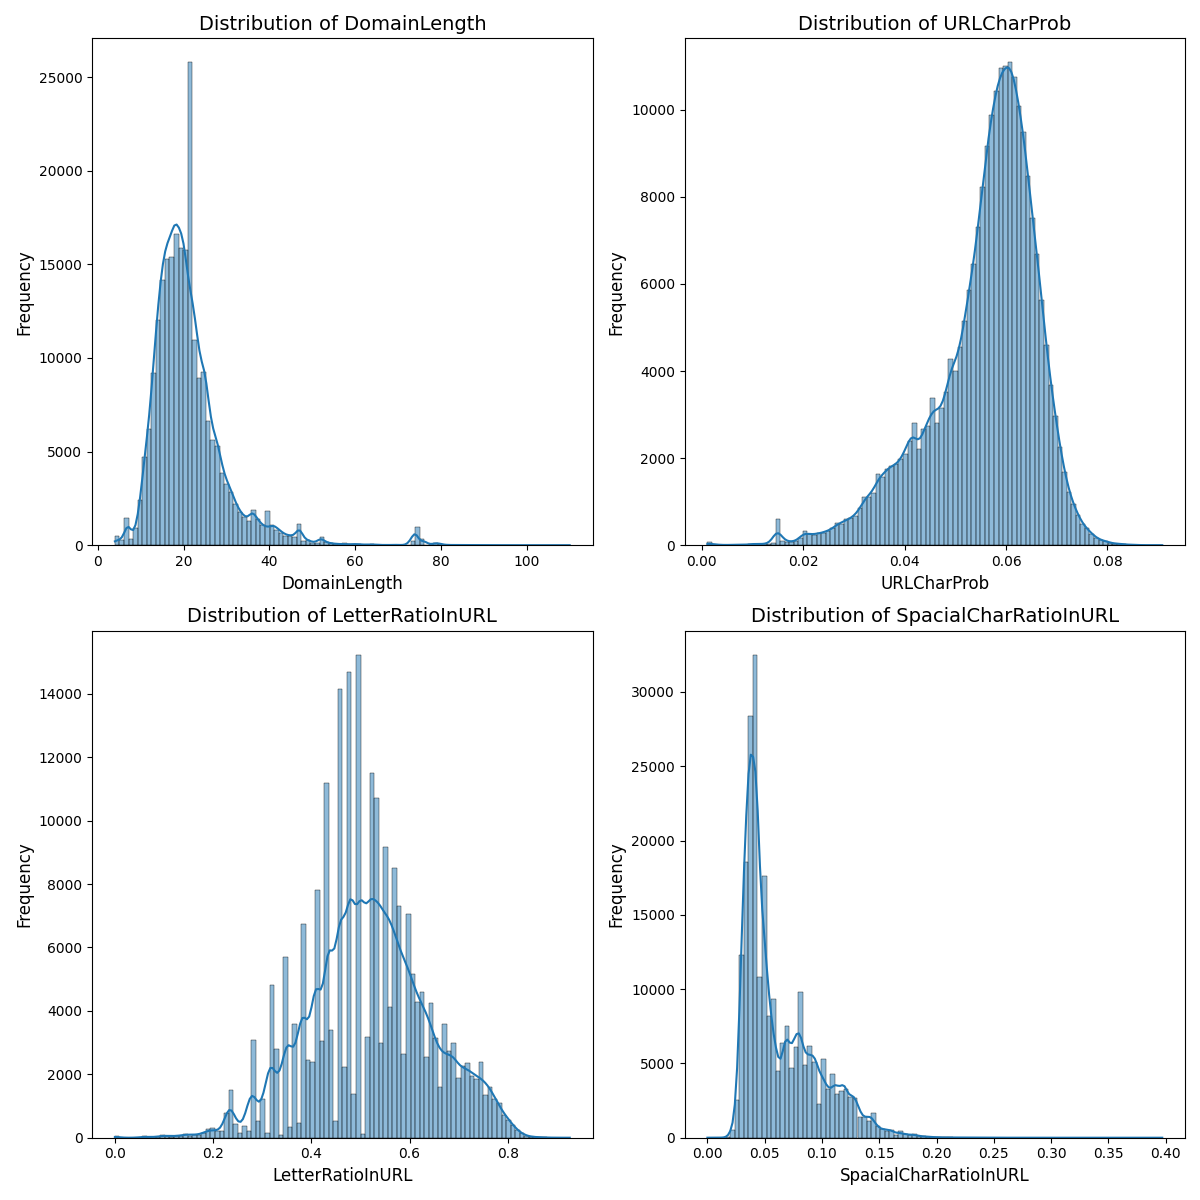 Distribution of DomainLength
Frequency
25000
20000
15000
10000
5000
0
0 20 40 60 80 100
DomainLength
Distribution of URLCharProb
Frequency
10000
8000
6000
4000
2000
0
0.00 0.02 0.04 0.06 0.08
URLCharProb
Distribution of LetterRatioInURL
Frequency
14000
12000
10000
8000
6000
4000
2000
0
0.0 0.2 0.4 0.6 0.8
LetterRatioInURL
Distribution of SpacialCharRatioInURL
Frequency
30000
25000
20000
15000
10000
5000
0
0.00 0.05 0.10 0.15 0.20 0.25 0.30 0.35 0.40
SpacialCharRatioInURL